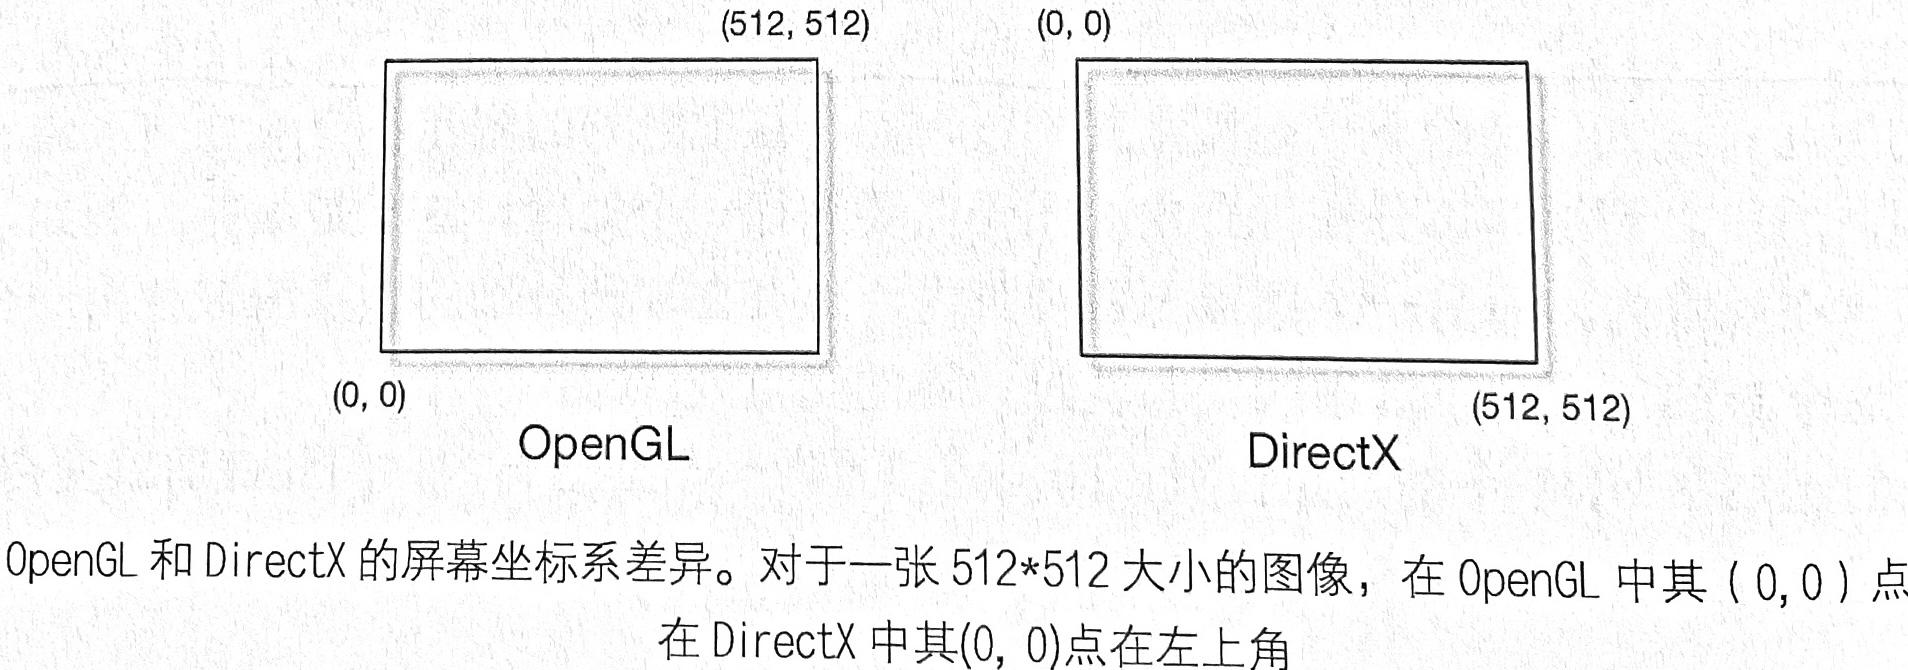 (512, 512)
(0, 0)
(0, 0)
OpenGL
(512, 512)
DirectX
OpenGL 和 DirectX 的屏幕坐标系差异。对于一张 512*512 大小的图像，在 OpenGL 中其 ( 0, 0 ) 点
在 DirectX 中其(0, 0)点在左上角